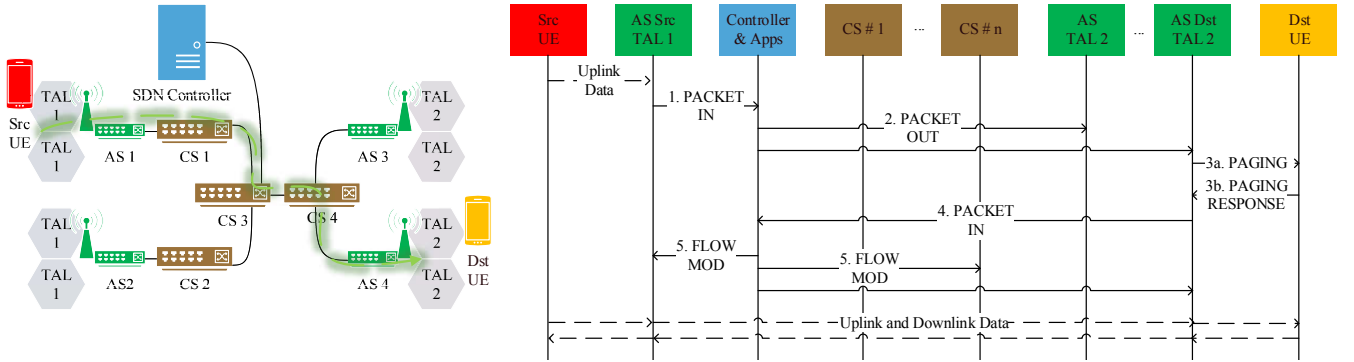 SDN Controller
TAL
1
TAL
1
Src
UE
AS 1
CS 1
TAL
2
TAL
2
AS 3
CS 3
CS 4
TAL
1
TAL
1
AS2
CS 2
TAL
2
TAL
2
AS 4
Dst
UE
Src
UE
AS Src
TAL 1
Controller
& Apps
CS # 1
...
CS # n
AS
TAL 2
...
AS Dst
TAL 2
Dst
UE
Uplink
Data
1. PACKET
IN
2. PACKET
OUT
3a. PAGING
3b. PAGING
RESPONSE
4. PACKET
IN
5. FLOW
MOD
5. FLOW
MOD
Uplink and Downlink Data